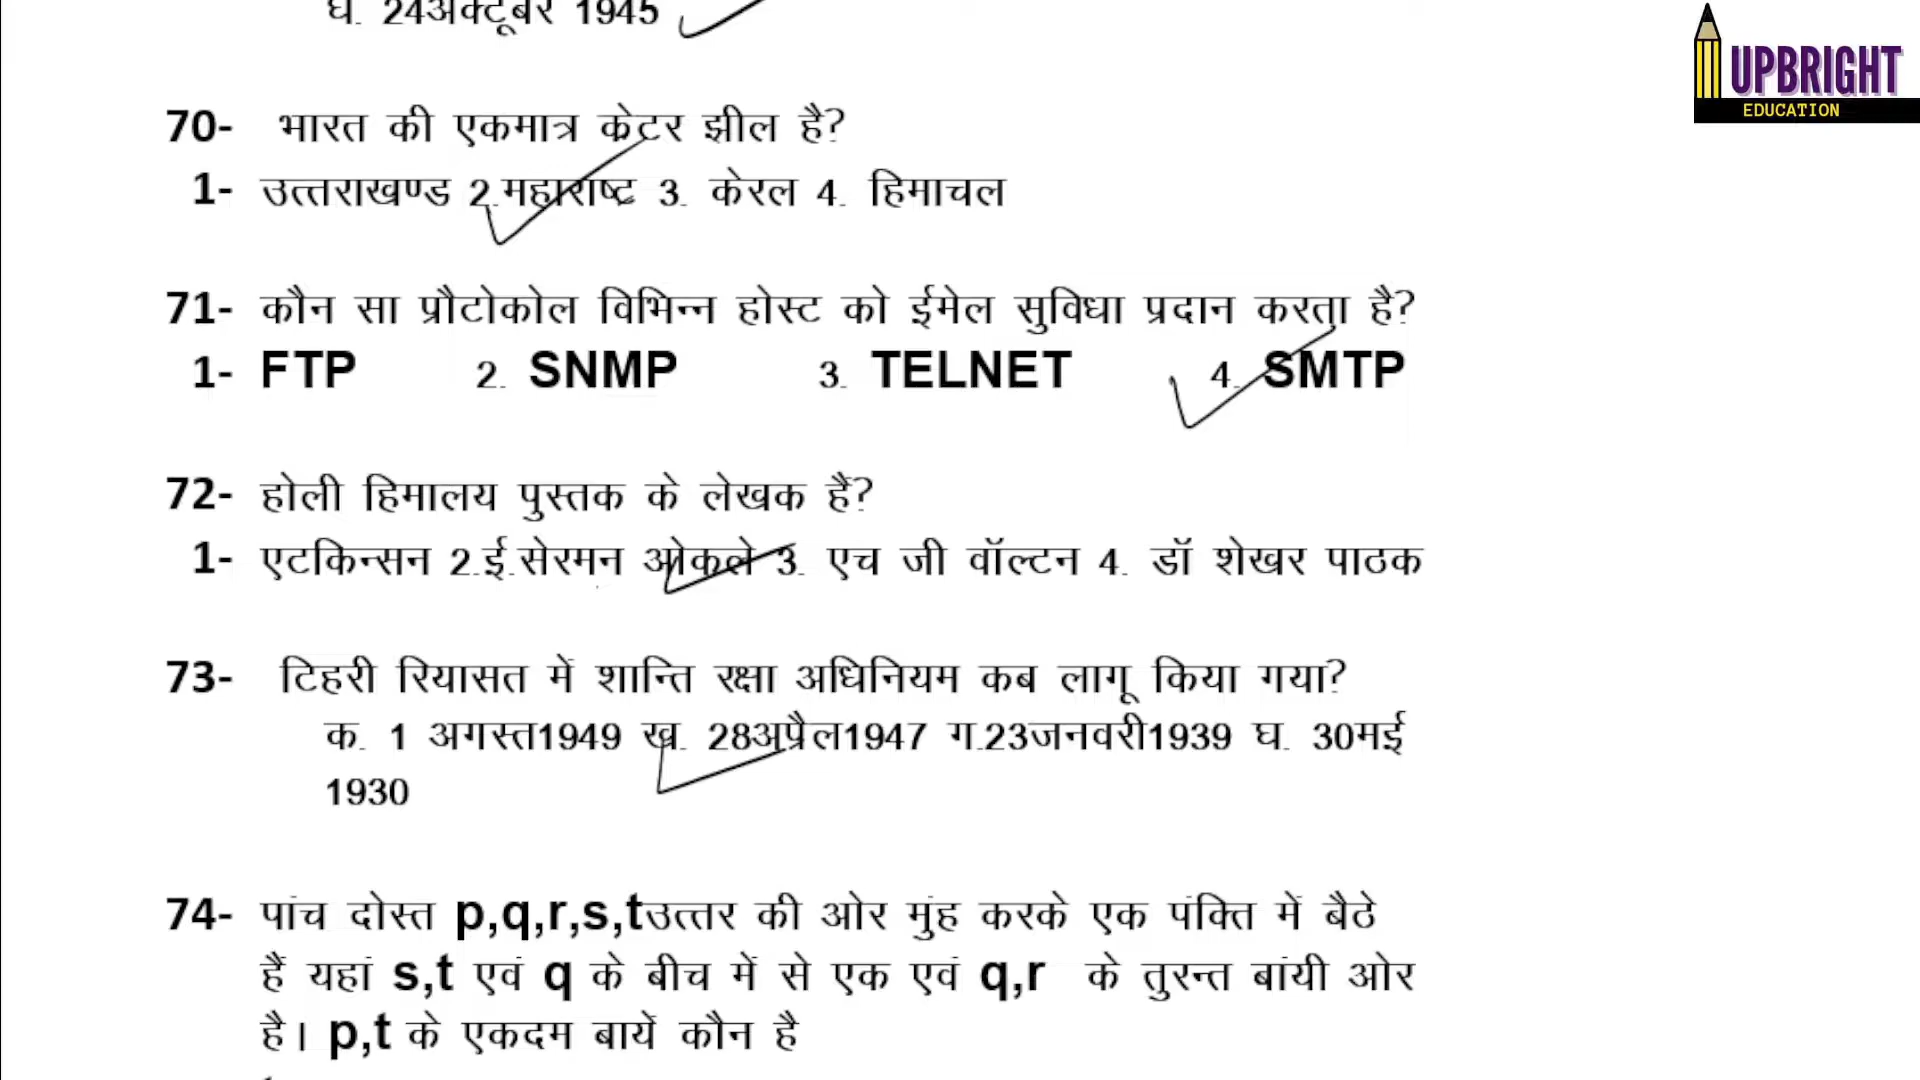 घ. 24अक्टूबर 1945
UPBRIGHT
EDUCATION
70- भारत की एकमात्र क्रेटर झील है?
1- उत्तराखण्ड 2.महाराष्ट्र 3. केरल 4. हिमाचल
71- कौन सा प्रौटोकोल विभिन्न होस्ट को ईमेल सुविधा प्रदान करता है?
1- FTP 2. SNMP 3. TELNET 4. SMTP
72- होली हिमालय पुस्तक के लेखक हैं?
1- एटकिन्सन 2.ई.सेरमन ओकले 3. एच जी वॉल्टन 4. डॉ शेखर पाठक
73- टिहरी रियासत में शान्ति रक्षा अधिनियम कब लागू किया गया?
क. 1 अगस्त1949 ख. 28अप्रैल1947 ग.23जनवरी1939 घ. 30मई
1930
74- पांच दोस्त p,q,r,s,tउत्तर की ओर मुंह करके एक पंक्ति में बैठे
हैं यहां s,t एवं q के बीच में से एक एवं q,r के तुरन्त बांयी ओर
है। p,t के एकदम बायें कौन है